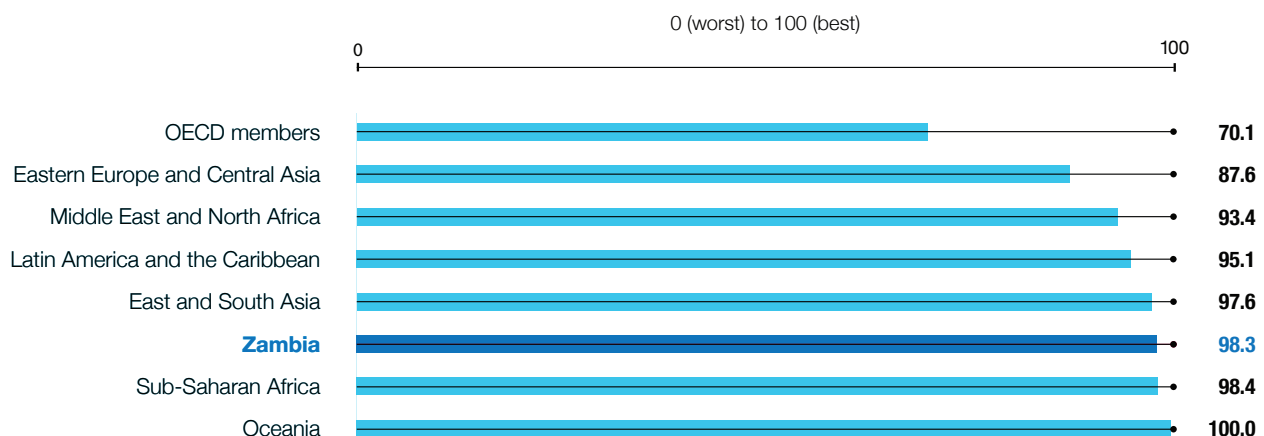 0 (worst) to 100 (best)
0 100
OECD members 70.1
Eastern Europe and Central Asia 87.6
Middle East and North Africa 93.4
Latin America and the Caribbean 95.1
East and South Asia 97.6
Zambia 98.3
Sub-Saharan Africa 98.4
Oceania 100.0